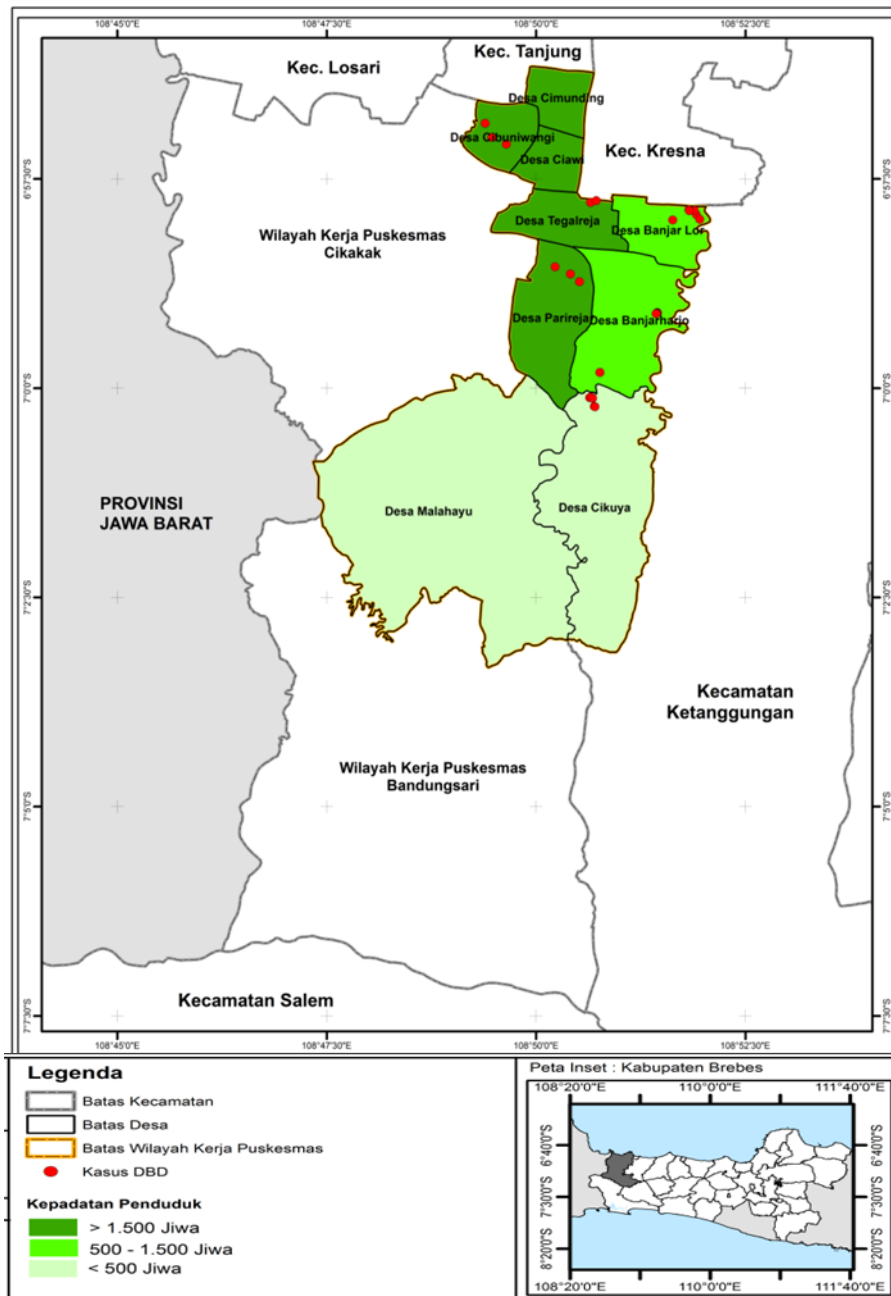 108°45'0"E
108°47'30"E
108°50'0"E
108°52'30"E
Kec. Tanjung
Kec. Losari
Desa Cimunding
Desa Cibuniwangi
Desa Ciawi
Kec. Kresna
6°57'30"S
6°57'30"S
Desa Tegalreja
Desa Banjar Lor
Wilayah Kerja Puskesmas
Cikakak
Desa Parireja
Desa Banjarharjo
7°0'0"S
7°0'0"S
PROVINSI
JAWA BARAT
Desa Malahayu
Desa Cikuya
7°2'30"S
7°2'30"S
Kecamatan
Ketanggungan
Wilayah Kerja Puskesmas
Bandungsari
7°5'0"S
7°5'0"S
Kecamatan Salem
7°7'30"S
7°7'30"S
108°45'0"E
108°47'30"E
108°50'0"E
108°52'30"E
Legenda
Batas Kecamatan
Batas Desa
Batas Wilayah Kerja Puskesmas
Kasus DBD
Kepadatan Penduduk
> 1.500 Jiwa
500 - 1.500 Jiwa
< 500 Jiwa
Peta Inset : Kabupaten Brebes
108°20'0"E
110°0'0"E
111°40'0"E
6°40'0"S
6°40'0"S
7°30'0"S
7°30'0"S
8°20'0"S
8°20'0"S
108°20'0"E
110°0'0"E
111°40'0"E